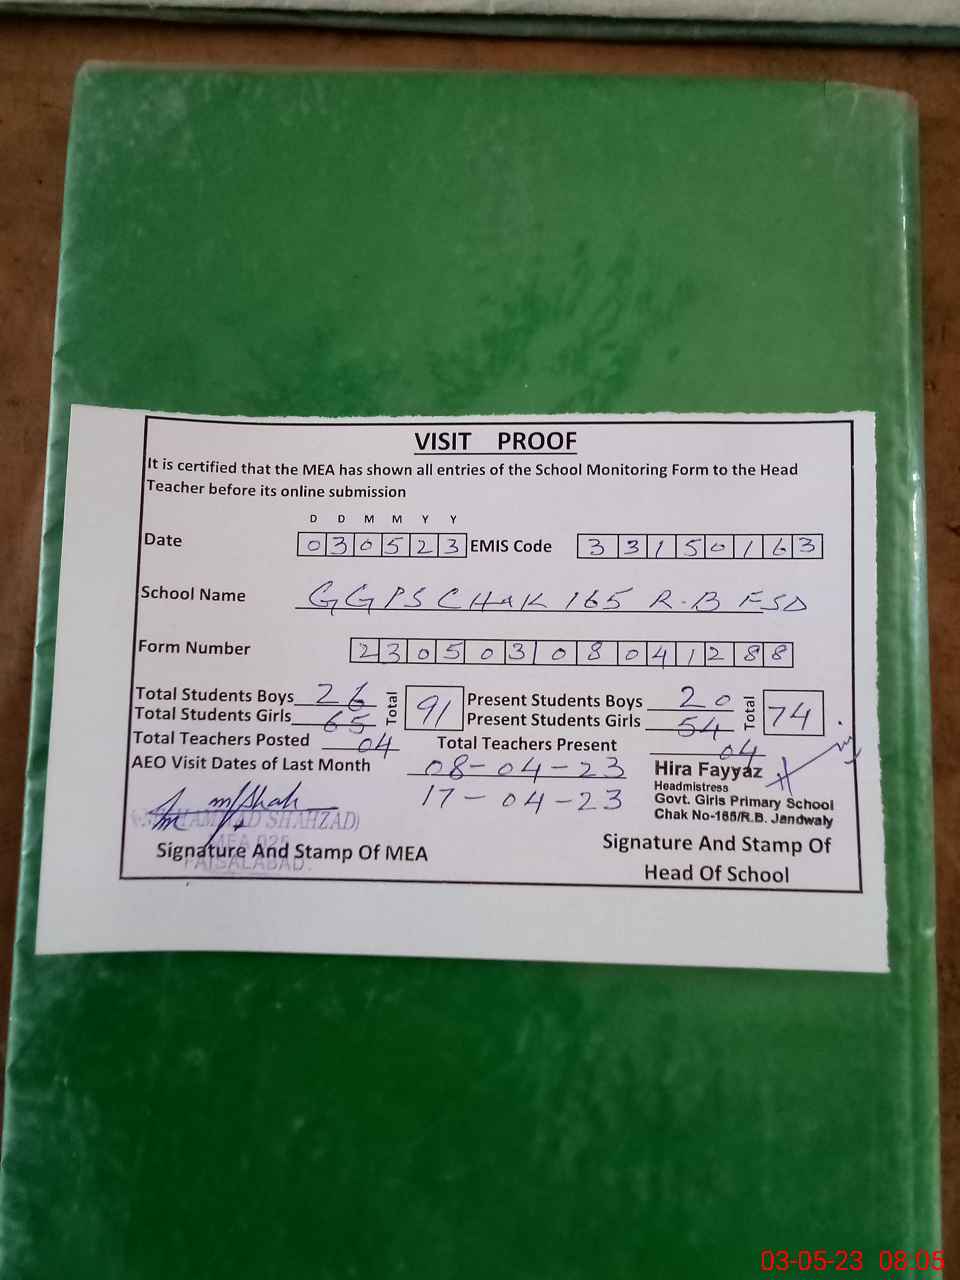 VISIT PROOF
It is certified that the MEA has shown all entries of the School Monitoring Form to the Head
Teacher before its online submission
D D M M Y Y
Date 030523 EMIS Code 33150163
School Name GGPS CHAK 165 R.B FSD
Form Number 23050308041288
Total Students Boys 26 Total 91 Present Students Boys 20 Total 74
Total Students Girls 65 Present Students Girls 54
Total Teachers Posted 04 Total Teachers Present 04
AEO Visit Dates of Last Month 08-04-23
17-04-23
Hira Fayyaz
Headmistress
Govt. Girls Primary School
Chak No-165/R.B. Jandwaly
SHAHZAD)
FAISALABAD.
Signature And Stamp Of MEA
Signature And Stamp Of
Head Of School
03-05-23 08.05